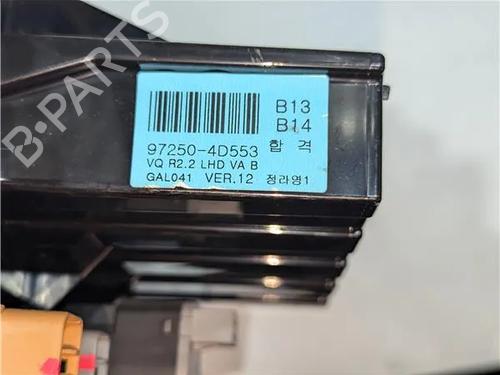 B-PARTS
B13
B14
합 격
97250-4D553
VQ R2.2 LHD VA B
GAL041 VER.12 정라영1